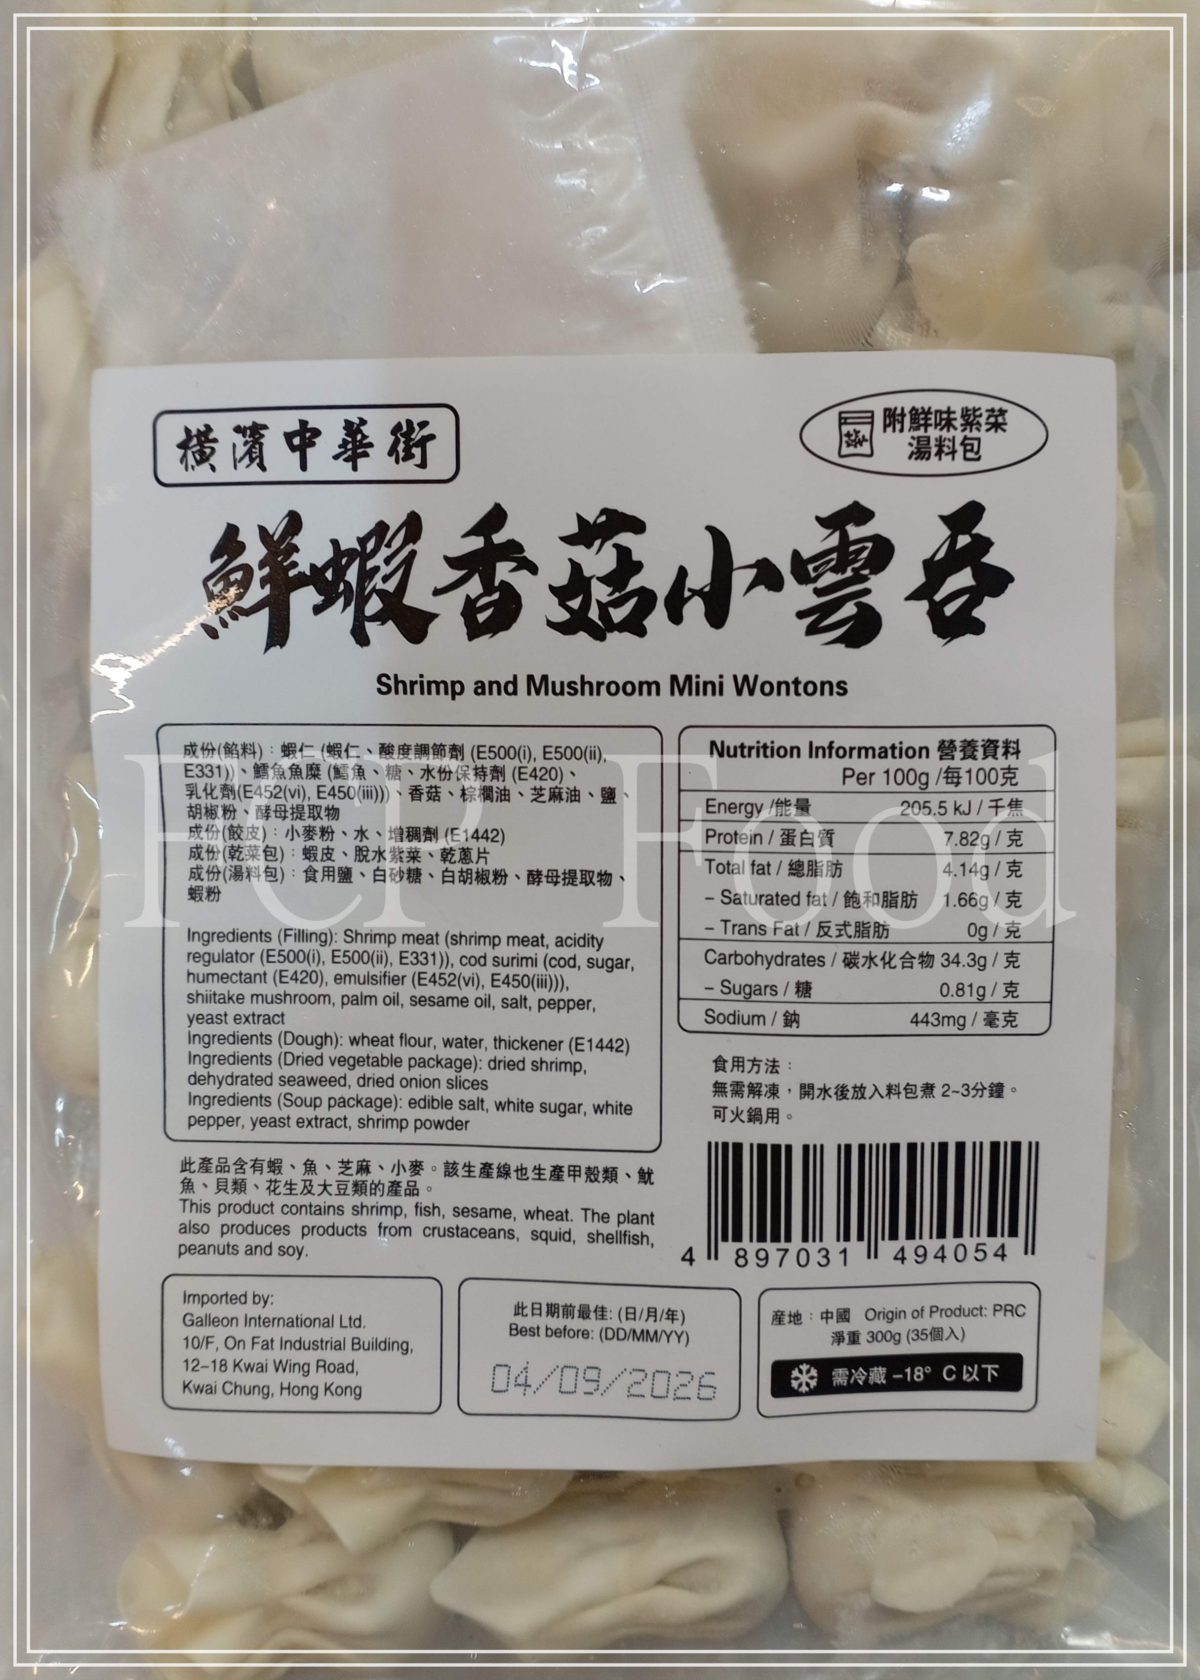 橫濱中華街
附鮮味紫菜
湯料包
鮮蝦香菇小雲吞
Shrimp and Mushroom Mini Wontons
成份(餡料)：蝦仁 (蝦仁、酸度調節劑 (E500(i), E500(ii),
E331))、鱈魚魚糜 (鱈魚、糖、水份保持劑 (E420)、
乳化劑(E452(vi), E450(iii)))、香菇、棕櫚油、芝麻油、鹽、
胡椒粉、酵母提取物
成份(餃皮)：小麥粉、水、增稠劑 (E1442)
成份(乾菜包)：蝦皮、脫水紫菜、乾蔥片
成份(湯料包)：食用鹽、白砂糖、白胡椒粉、酵母提取物、
蝦粉
Ingredients (Filling): Shrimp meat (shrimp meat, acidity
regulator (E500(i), E500(ii), E331)), cod surimi (cod, sugar,
humectant (E420), emulsifier (E452(vi), E450(iii))),
shiitake mushroom, palm oil, sesame oil, salt, pepper,
yeast extract
Ingredients (Dough): wheat flour, water, thickener (E1442)
Ingredients (Dried vegetable package): dried shrimp,
dehydrated seaweed, dried onion slices
Ingredients (Soup package): edible salt, white sugar, white
pepper, yeast extract, shrimp powder
Nutrition Information 營養資料
Per 100g /每100克
Energy /能量 205.5 kJ / 千焦
Protein / 蛋白質 7.82g / 克
Total fat / 總脂肪 4.14g / 克
– Saturated fat / 飽和脂肪 1.66g / 克
– Trans Fat / 反式脂肪 0g / 克
Carbohydrates / 碳水化合物 34.3g / 克
– Sugars / 糖 0.81g / 克
Sodium / 鈉 443mg / 毫克
食用方法：
無需解凍，開水後放入料包煮 2~3分鐘。
可火鍋用。
此產品含有蝦、魚、芝麻、小麥。該生產線也生產甲殼類、魷
魚、貝類、花生及大豆類的產品。
This product contains shrimp, fish, sesame, wheat. The plant
also produces products from crustaceans, squid, shellfish,
peanuts and soy.
4 897031 494054
Imported by:
Galleon International Ltd.
10/F, On Fat Industrial Building,
12–18 Kwai Wing Road,
Kwai Chung, Hong Kong
此日期前最佳: (日/月/年)
Best before: (DD/MM/YY)
04/09/2026
產地：中國 Origin of Product: PRC
淨重 300g (35個入)
需冷藏 –18° C 以下
FCP Food